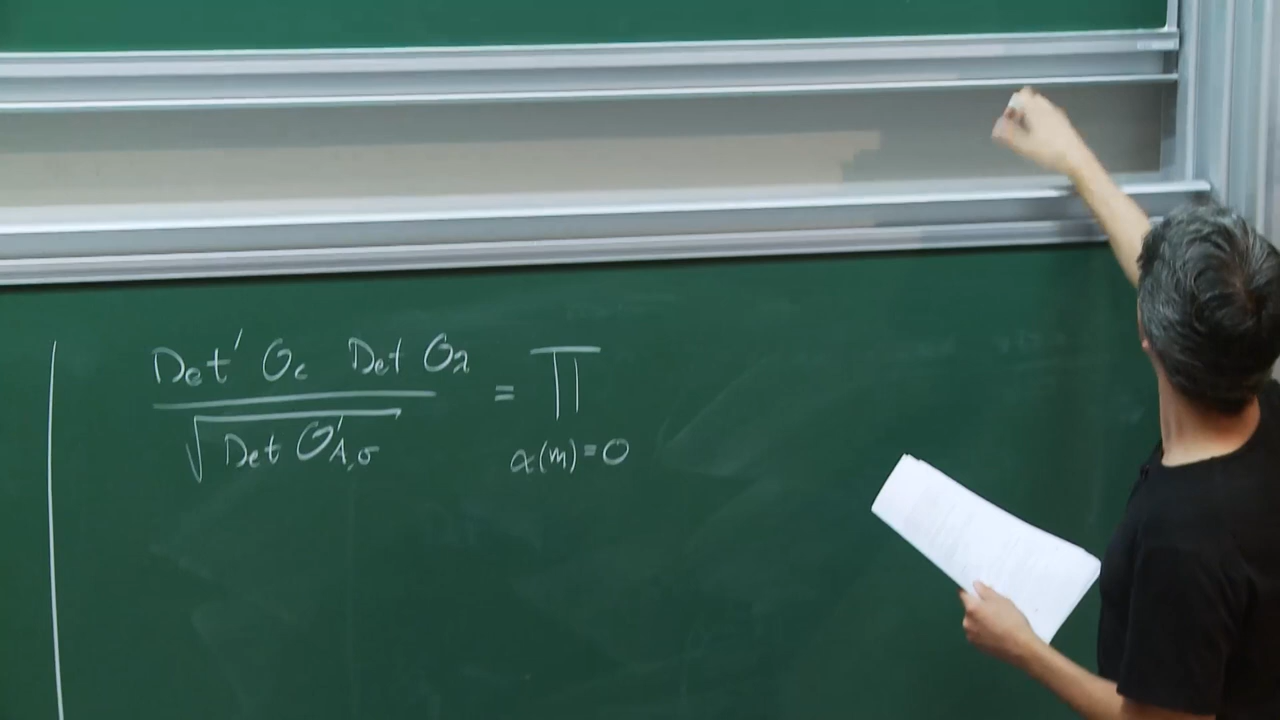 Det′ O_c Det O_λ = ∏
√Det O′_{A,σ} α(m)=0